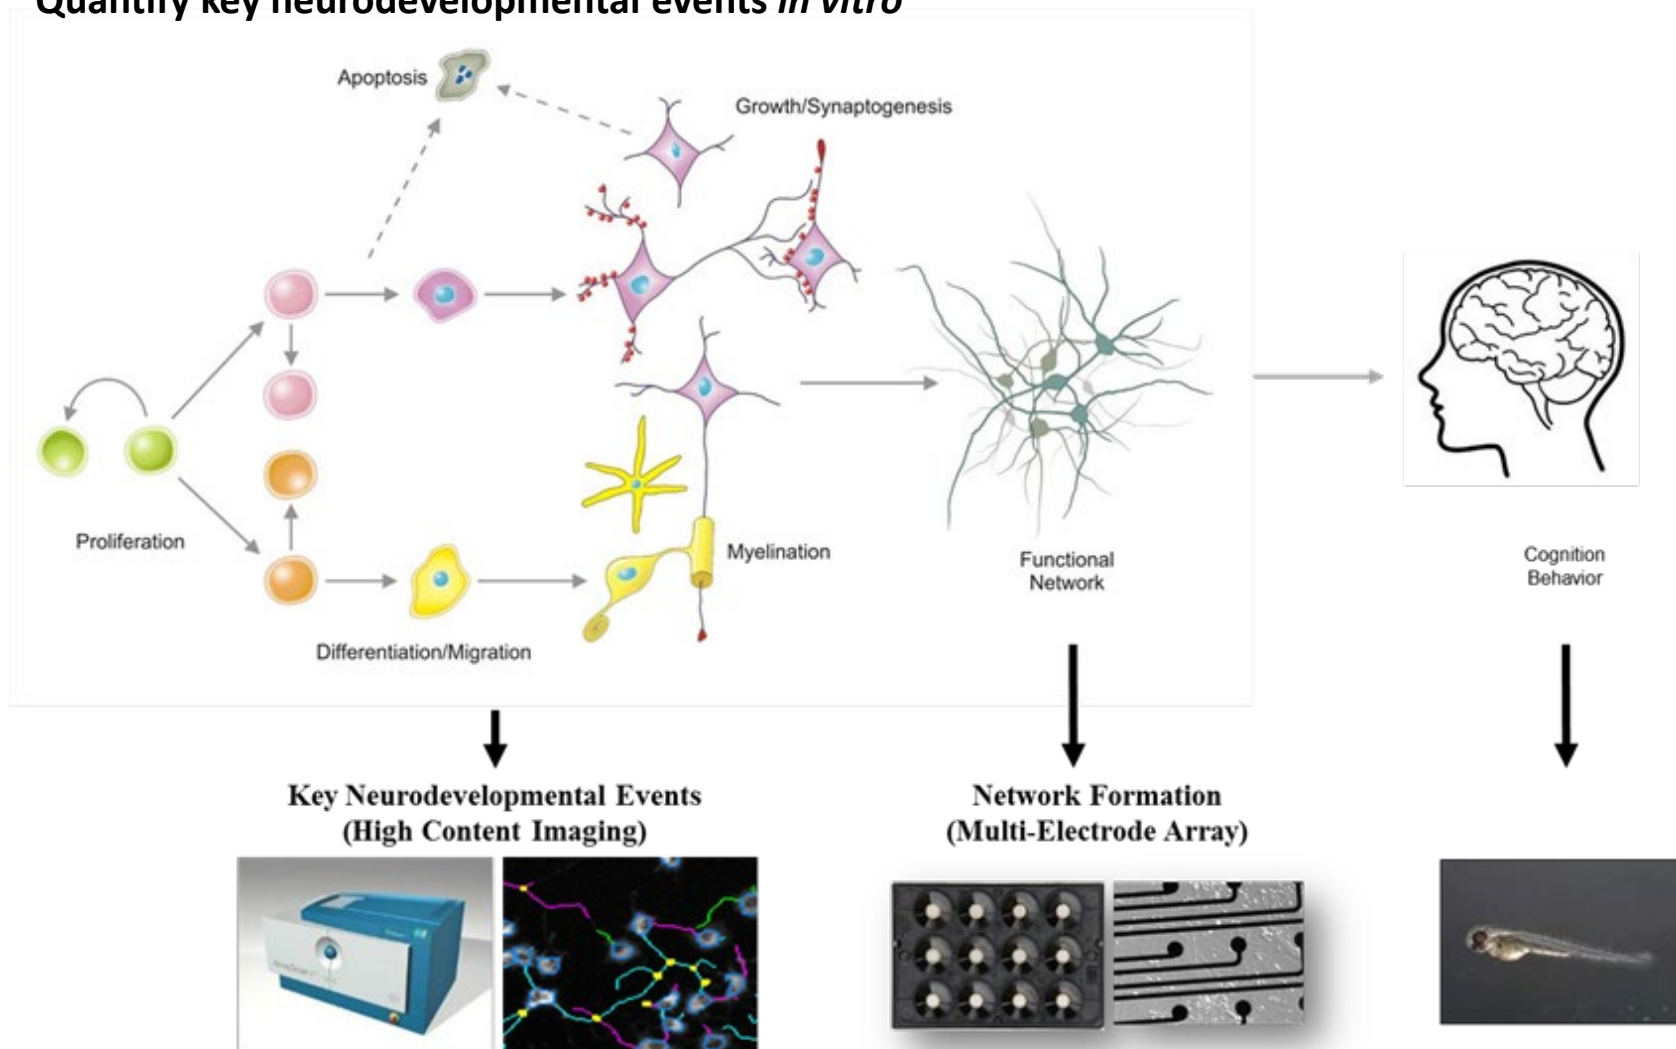 Quantify key neurodevelopmental events in vitro
Apoptosis
Growth/Synaptogenesis
Proliferation
Myelination
Differentiation/Migration
Functional
Network
Cognition
Behavior
Key Neurodevelopmental Events
(High Content Imaging)
Network Formation
(Multi-Electrode Array)